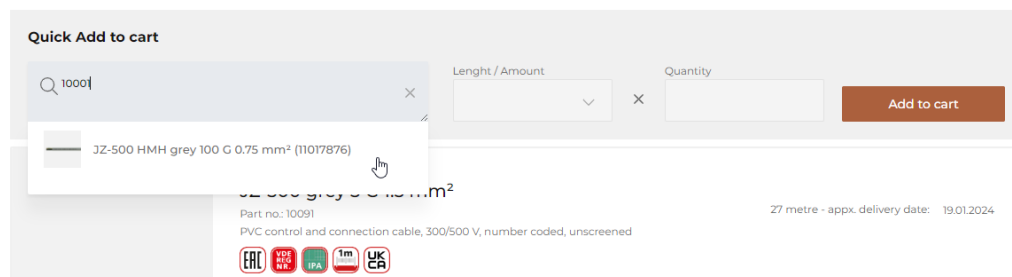 Quick Add to cart
10001
Lenght / Amount
Quantity
Add to cart
JZ-500 HMH grey 100 G 0.75 mm² (11017876)
mm²
Part no.: 10091
27 metre - appx. delivery date: 19.01.2024
PVC control and connection cable, 300/500 V, number coded, unscreened
EAC
VDE
REG
NR.
IPA
1m
UK
CA